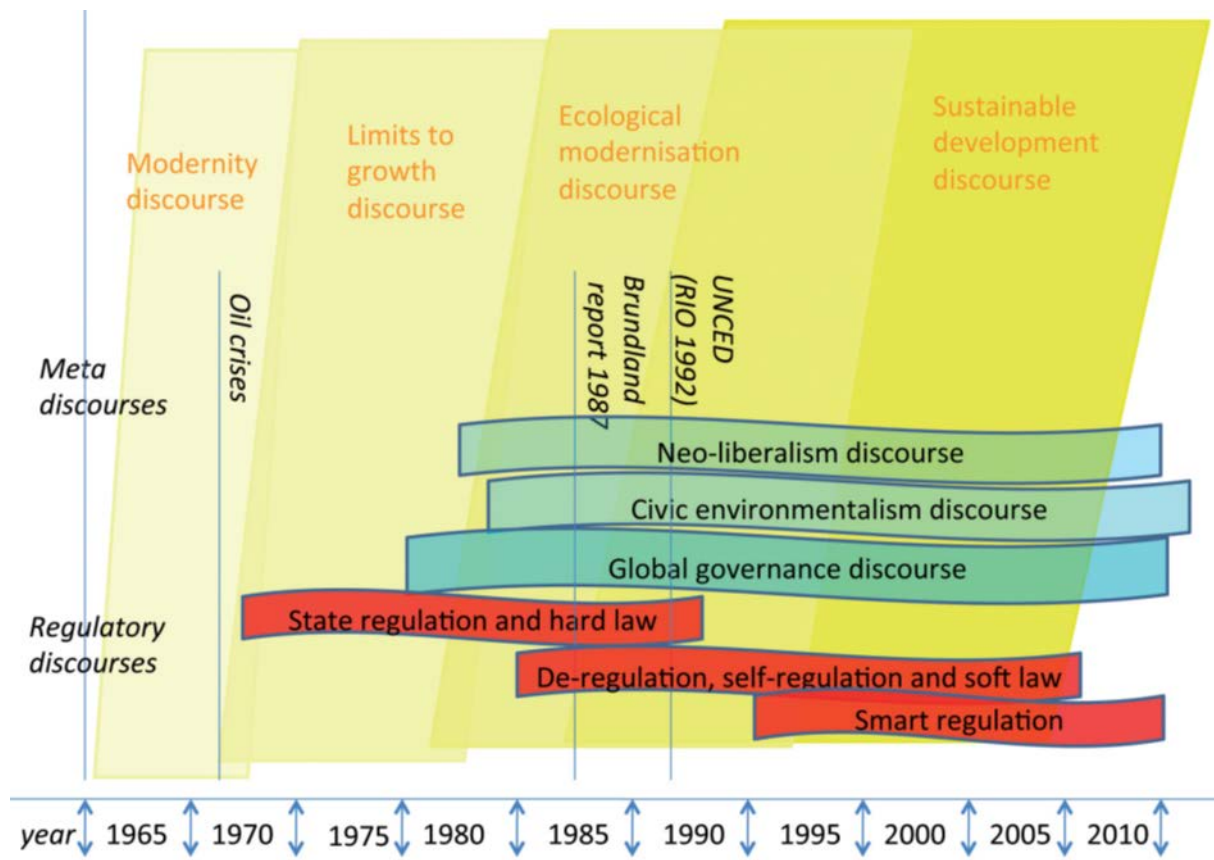 Modernity
discourse
Limits to
growth
discourse
Ecological
modernisation
discourse
Sustainable
development
discourse
Oil crises
Brundland
report 1987
UNCED
(RIO 1992)
Meta
discourses
Neo-liberalism discourse
Civic environmentalism discourse
Global governance discourse
State regulation and hard law
Regulatory
discourses
De-regulation, self-regulation and soft law
Smart regulation
year 1965 1970 1975 1980 1985 1990 1995 2000 2005 2010